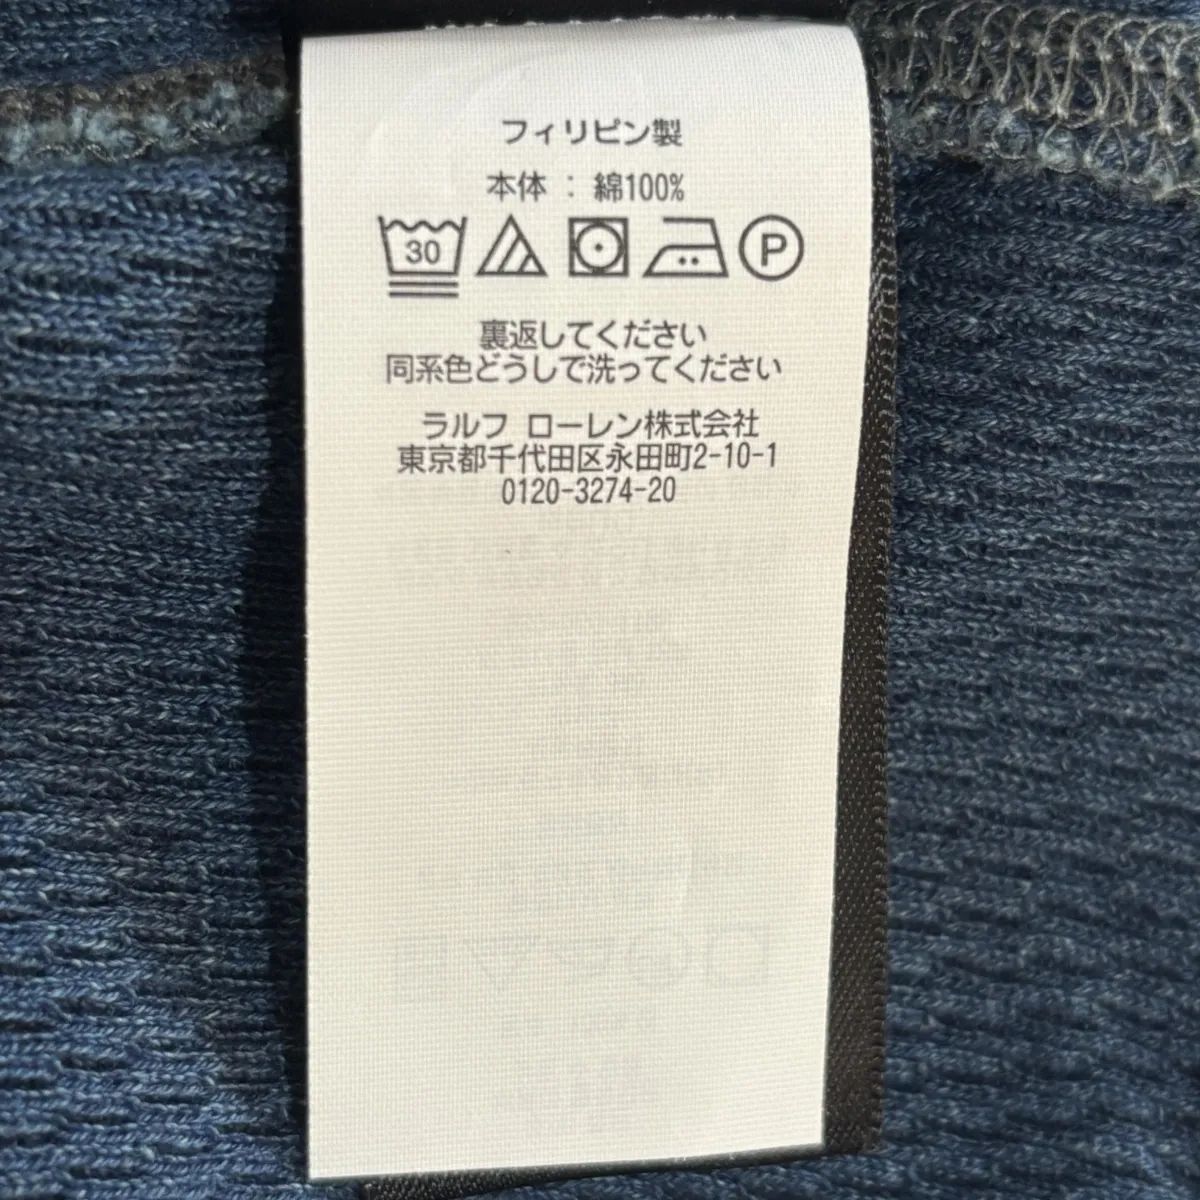 フィリピン製
本体 : 綿100%
30 P
裏返してください
同系色どうしで洗ってください
ラルフ ローレン株式会社
東京都千代田区永田町2-10-1
0120-3274-20